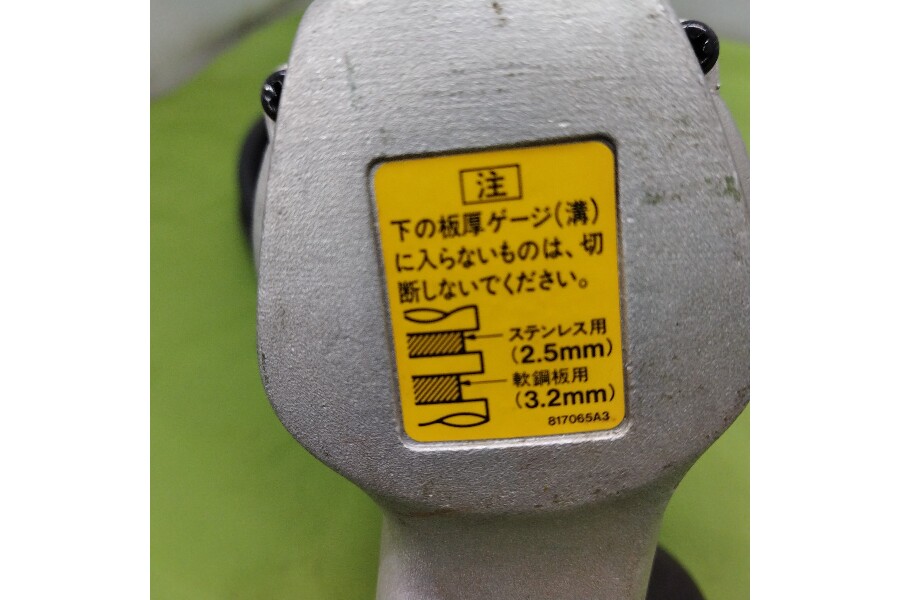 注
下の板厚ゲージ(溝)
に入らないものは、切
断しないでください。
ステンレス用
(2.5mm)
軟鋼板用
(3.2mm)
817065A3